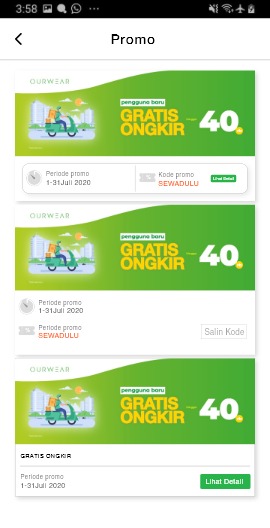 3:58
Promo
OURWEAR
pengguna baru
GRATIS
ONGKIR
40
Periode promo
1-31Juli 2020
Kode promo
SEWADULU
Lihat Detail
OURWEAR
pengguna baru
GRATIS
ONGKIR
40
Periode promo
1-31Juli 2020
Periode promo
SEWADULU
Salin Kode
OURWEAR
pengguna baru
GRATIS
ONGKIR
40
GRATIS ONGKIR
Periode promo
1-31Juli 2020
Lihat Detail